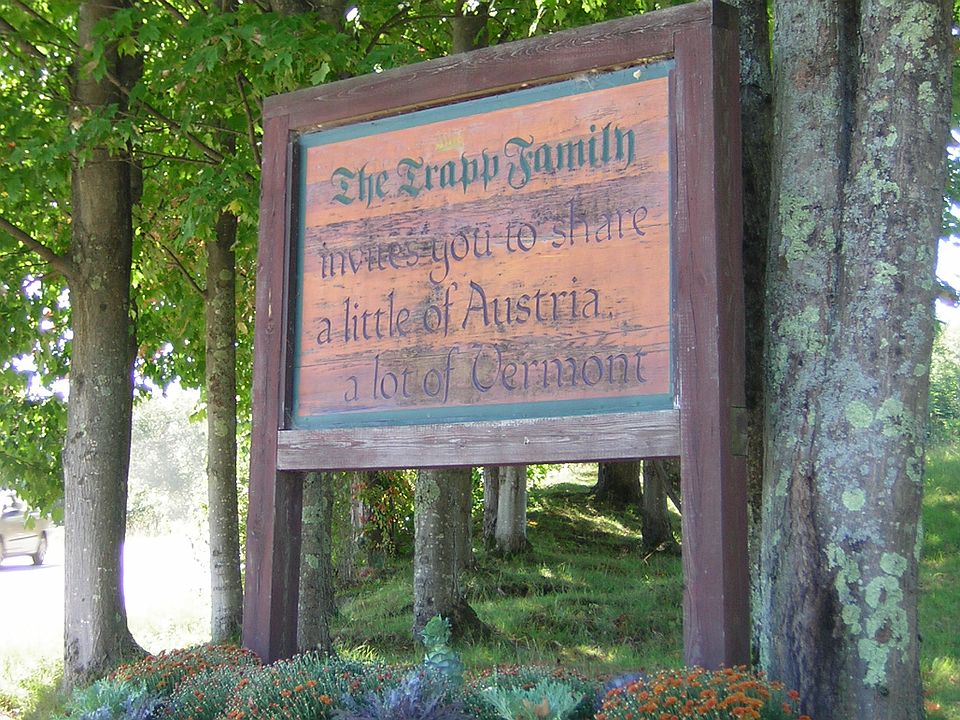 The Trapp Family
invites you to share
a little of Austria..
a lot of Vermont